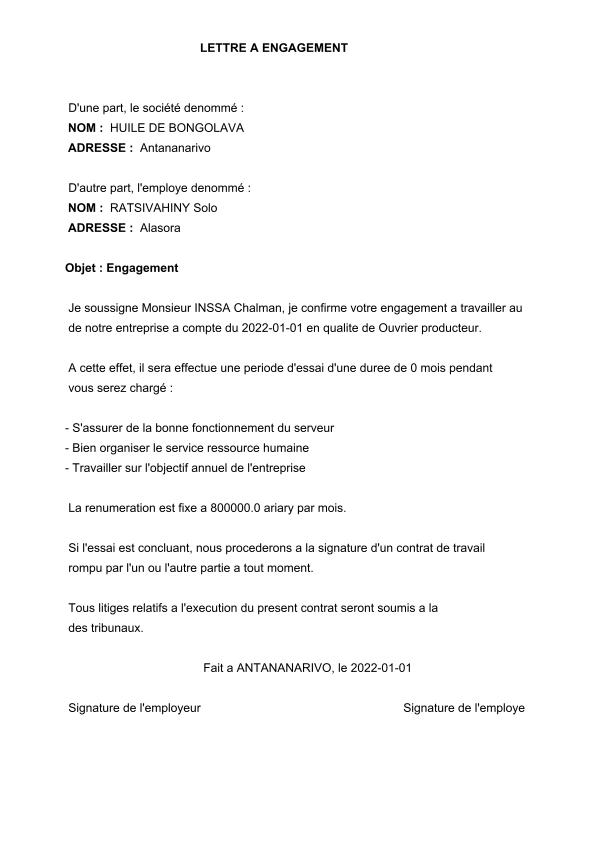 LETTRE A ENGAGEMENT
D'une part, le société denommé :
NOM : HUILE DE BONGOLAVA
ADRESSE : Antananarivo
D'autre part, l'employe denommé :
NOM : RATSIVAHINY Solo
ADRESSE : Alasora
Objet : Engagement
Je soussigne Monsieur INSSA Chalman, je confirme votre engagement a travailler au
de notre entreprise a compte du 2022-01-01 en qualite de Ouvrier producteur.
A cette effet, il sera effectue une periode d'essai d'une duree de 0 mois pendant
vous serez chargé :
- S'assurer de la bonne fonctionnement du serveur
- Bien organiser le service ressource humaine
- Travailler sur l'objectif annuel de l'entreprise
La renumeration est fixe a 800000.0 ariary par mois.
Si l'essai est concluant, nous procederons a la signature d'un contrat de travail
rompu par l'un ou l'autre partie a tout moment.
Tous litiges relatifs a l'execution du present contrat seront soumis a la
des tribunaux.
Fait a ANTANANARIVO, le 2022-01-01
Signature de l'employeur Signature de l'employe